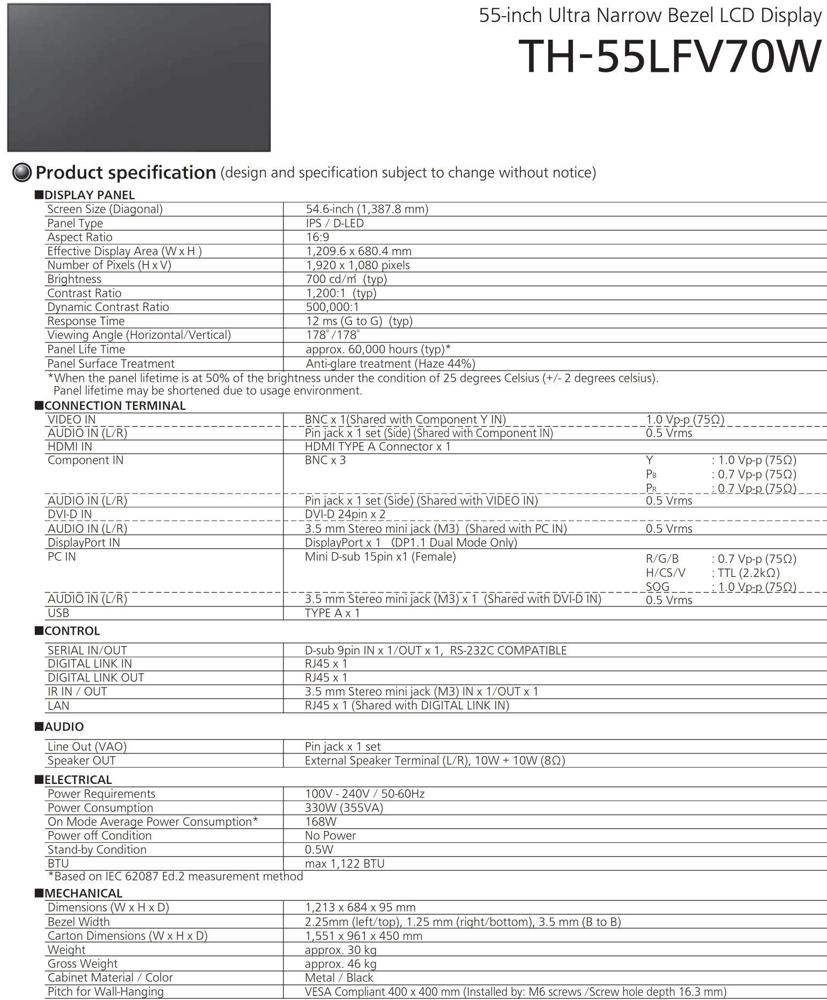 55-inch Ultra Narrow Bezel LCD Display
TH-55LFV70W
Product specification (design and specification subject to change without notice)
■DISPLAY PANEL
Screen Size (Diagonal) 54.6-inch (1,387.8 mm)
Panel Type IPS / D-LED
Aspect Ratio 16:9
Effective Display Area (W x H ) 1,209.6 x 680.4 mm
Number of Pixels (H x V) 1,920 x 1,080 pixels
Brightness 700 cd/㎡ (typ)
Contrast Ratio 1,200:1 (typ)
Dynamic Contrast Ratio 500,000:1
Response Time 12 ms (G to G) (typ)
Viewing Angle (Horizontal/Vertical) 178°/178°
Panel Life Time approx. 60,000 hours (typ)*
Panel Surface Treatment Anti-glare treatment (Haze 44%)
*When the panel lifetime is at 50% of the brightness under the condition of 25 degrees Celsius (+/- 2 degrees celsius).
Panel lifetime may be shortened due to usage environment.
■CONNECTION TERMINAL
VIDEO IN BNC x 1(Shared with Component Y IN) 1.0 Vp-p (75Ω)
AUDIO IN (L/R) Pin jack x 1 set (Side) (Shared with Component IN) 0.5 Vrms
HDMI IN HDMI TYPE A Connector x 1
Component IN BNC x 3 Y : 1.0 Vp-p (75Ω)
PB : 0.7 Vp-p (75Ω)
PR : 0.7 Vp-p (75Ω)
AUDIO IN (L/R) Pin jack x 1 set (Side) (Shared with VIDEO IN) 0.5 Vrms
DVI-D IN DVI-D 24pin x 2
AUDIO IN (L/R) 3.5 mm Stereo mini jack (M3) (Shared with PC IN) 0.5 Vrms
DisplayPort IN DisplayPort x 1 (DP1.1 Dual Mode Only)
PC IN Mini D-sub 15pin x1 (Female) R/G/B : 0.7 Vp-p (75Ω)
H/CS/V : TTL (2.2kΩ)
SOG : 1.0 Vp-p (75Ω)
AUDIO IN (L/R) 3.5 mm Stereo mini jack (M3) x 1 (Shared with DVI-D IN) 0.5 Vrms
USB TYPE A x 1
■CONTROL
SERIAL IN/OUT D-sub 9pin IN x 1/OUT x 1, RS-232C COMPATIBLE
DIGITAL LINK IN RJ45 x 1
DIGITAL LINK OUT RJ45 x 1
IR IN / OUT 3.5 mm Stereo mini jack (M3) IN x 1/OUT x 1
LAN RJ45 x 1 (Shared with DIGITAL LINK IN)
■AUDIO
Line Out (VAO) Pin jack x 1 set
Speaker OUT External Speaker Terminal (L/R), 10W + 10W (8Ω)
■ELECTRICAL
Power Requirements 100V - 240V / 50-60Hz
Power Consumption 330W (355VA)
On Mode Average Power Consumption* 168W
Power off Condition No Power
Stand-by Condition 0.5W
BTU max 1,122 BTU
*Based on IEC 62087 Ed.2 measurement method
■MECHANICAL
Dimensions (W x H x D) 1,213 x 684 x 95 mm
Bezel Width 2.25mm (left/top), 1.25 mm (right/bottom), 3.5 mm (B to B)
Carton Dimensions (W x H x D) 1,551 x 961 x 450 mm
Weight approx. 30 kg
Gross Weight approx. 46 kg
Cabinet Material / Color Metal / Black
Pitch for Wall-Hanging VESA Compliant 400 x 400 mm (Installed by: M6 screws /Screw hole depth 16.3 mm)